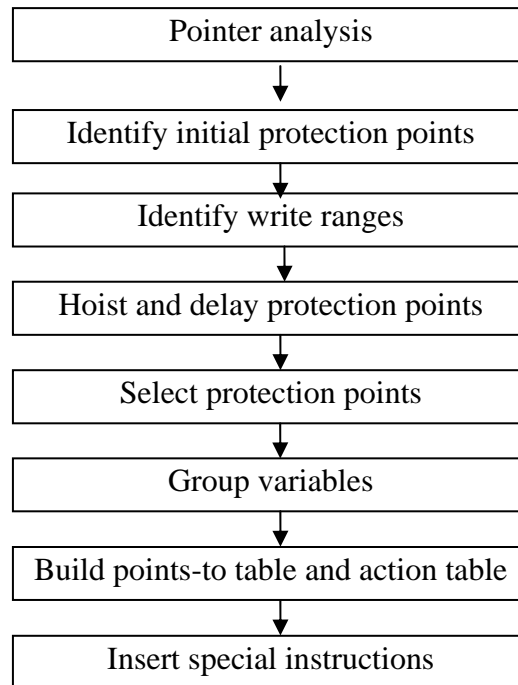 Pointer analysis
Identify initial protection points
Identify write ranges
Hoist and delay protection points
Select protection points
Group variables
Build points-to table and action table
Insert special instructions